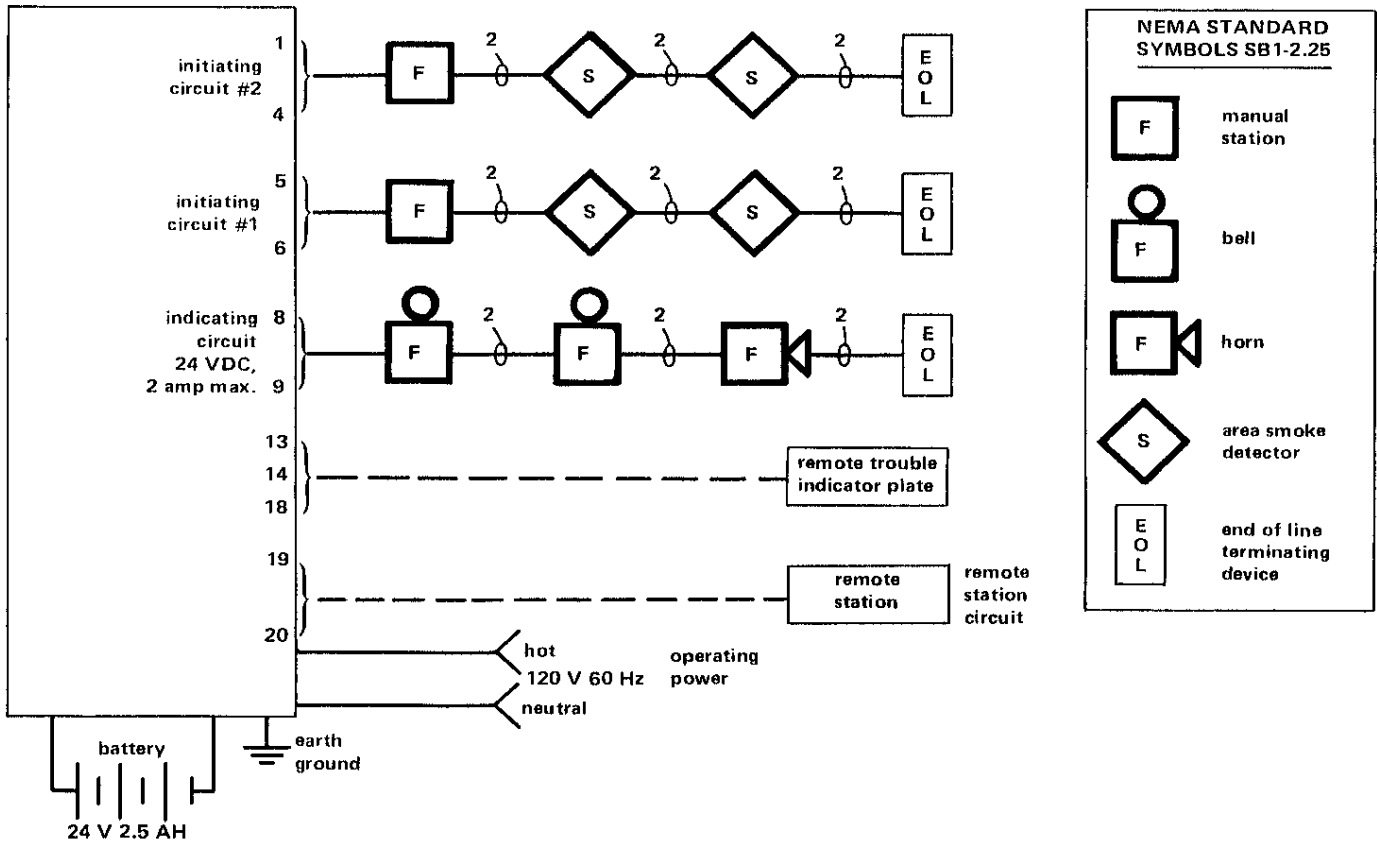 1
initiating
circuit #2
4
F
2
S
2
S
2
E
O
L
5
initiating
circuit #1
6
F
2
S
2
S
2
E
O
L
indicating 8
circuit
24 VDC,
2 amp max. 9
F
2
F
2
F
2
E
O
L
13
14
18
remote trouble
indicator plate
19
20
remote
station
remote
station
circuit
hot
120 V 60 Hz
neutral
operating
power
battery
24 V 2.5 AH
earth
ground
NEMA STANDARD
SYMBOLS SB1-2.25
F
manual
station
F
bell
F
horn
S
area smoke
detector
E
O
L
end of line
terminating
device